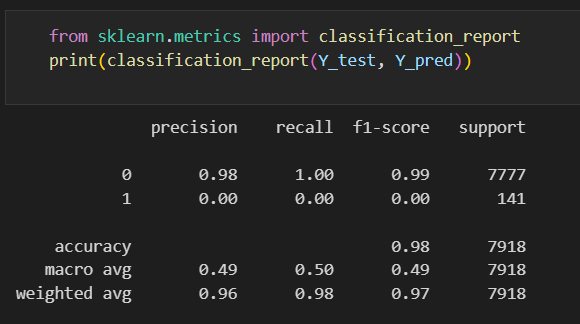 from sklearn.metrics import classification_report
print(classification_report(Y_test, Y_pred))
precision recall f1-score support
0 0.98 1.00 0.99 7777
1 0.00 0.00 0.00 141
accuracy 0.98 7918
macro avg 0.49 0.50 0.49 7918
weighted avg 0.96 0.98 0.97 7918